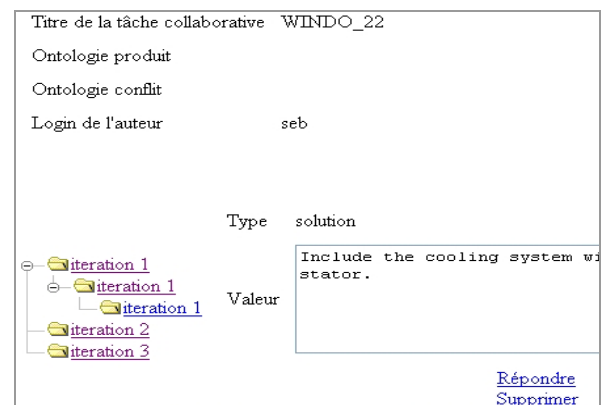 Titre de la tâche collaborative WINDO_22
Ontologie produit
Ontologie conflit
Login de l'auteur seb
Type solution
Include the cooling system
stator.
Valeur
iteration 1
iteration 1
iteration 1
iteration 2
iteration 3
Répondre
Supprimer